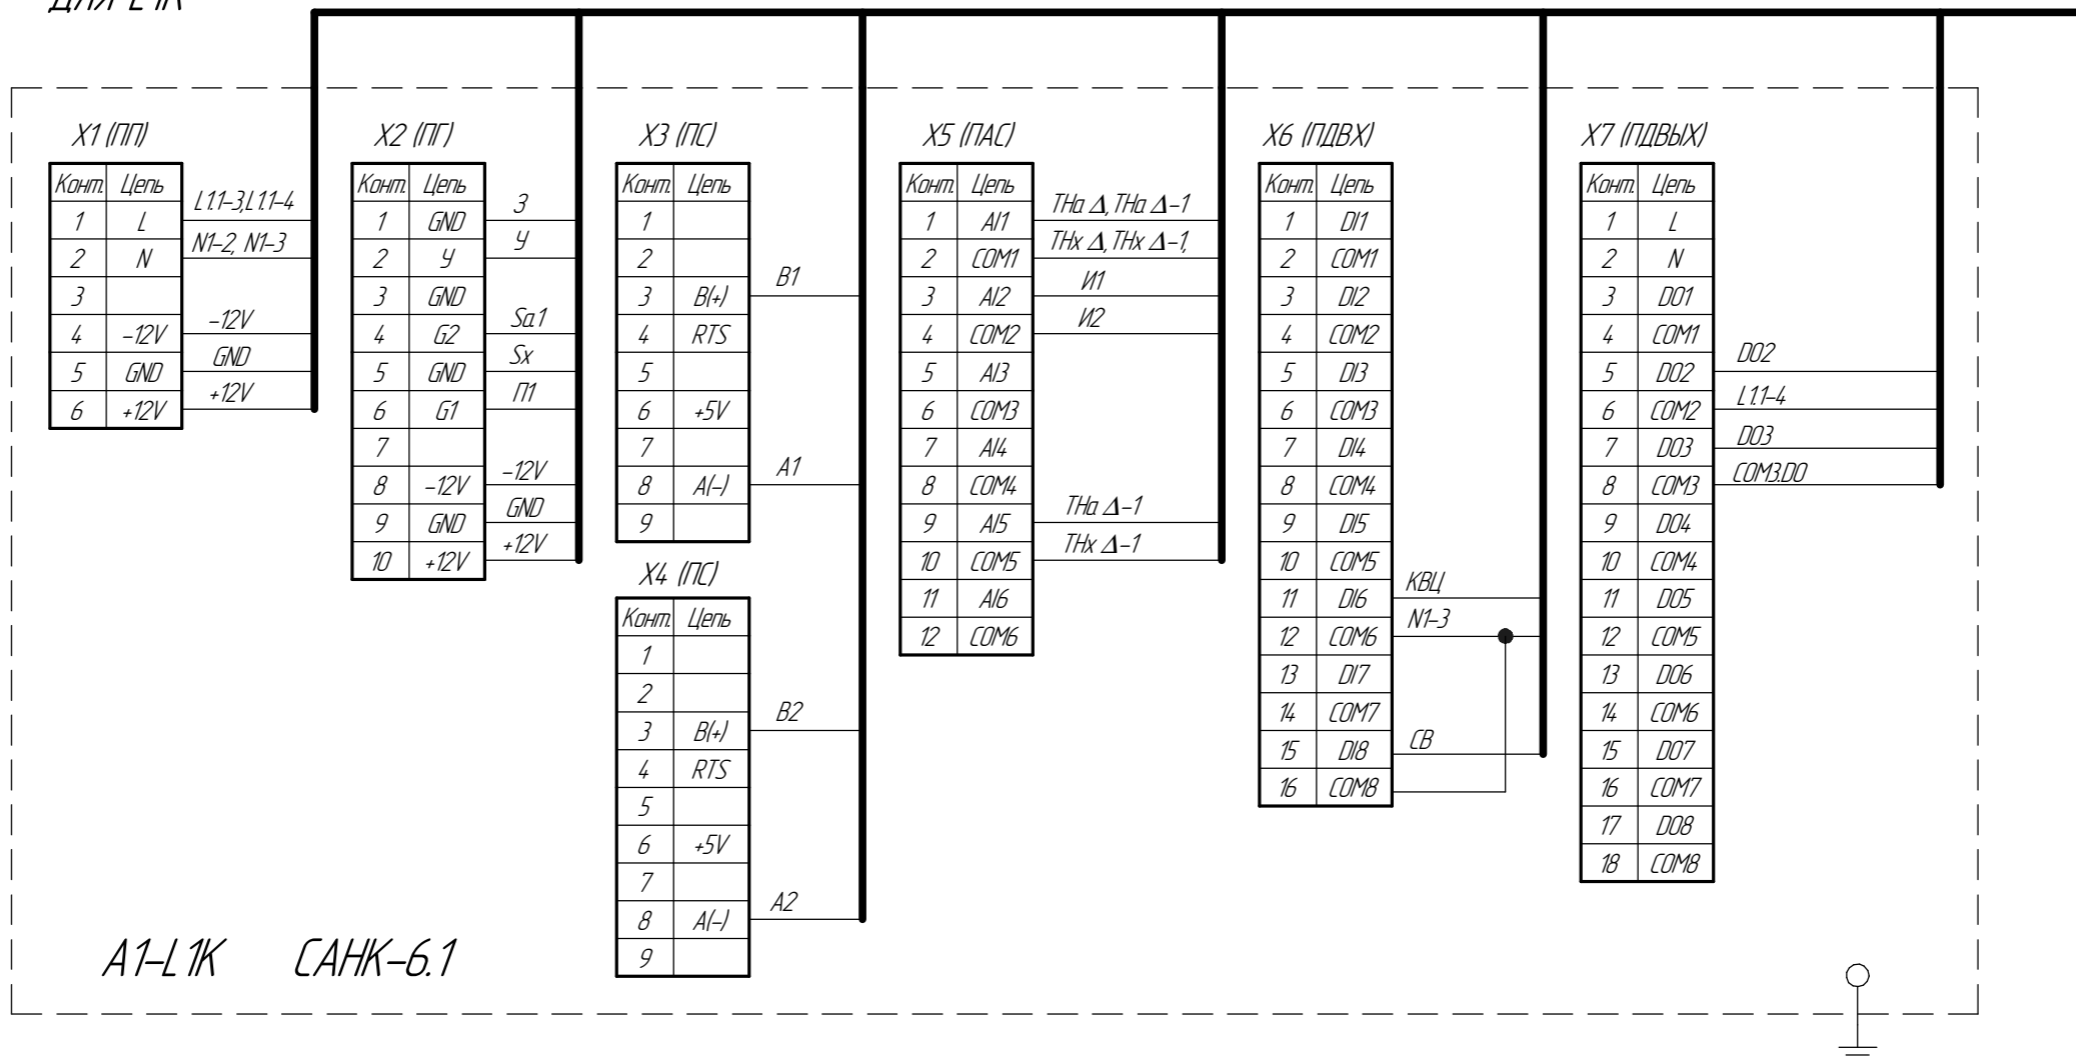 для L1К
X1 (ПП)
Конт. Цепь
1 L L1.1-3,L1.1-4
2 N N1-2, N1-3
3
4 -12V -12V
5 GND GND
6 +12V +12V
X2 (ПГ)
Конт. Цепь
1 GND З
2 У У
3 GND
4 G2 Sa1
5 GND Sx
6 G1 П1
7
8 -12V -12V
9 GND GND
10 +12V +12V
X3 (ПС)
Конт. Цепь
1
2
3 B(+) B1
4 RTS
5
6 +5V
7
8 A(-) A1
9
X4 (ПС)
Конт. Цепь
1
2
3 B(+) B2
4 RTS
5
6 +5V
7
8 A(-) A2
9
X5 (ПАС)
Конт. Цепь
1 AI1 ТНа Δ, ТНа Δ-1
2 COM1 ТНх Δ, ТНх Δ-1,
3 AI2 И1
4 COM2 И2
5 AI3
6 COM3
7 AI4
8 COM4
9 AI5 ТНа Δ-1
10 COM5 ТНх Δ-1
11 AI6
12 COM6
X6 (ПДВХ)
Конт. Цепь
1 DI1
2 COM1
3 DI2
4 COM2
5 DI3
6 COM3
7 DI4
8 COM4
9 DI5
10 COM5
11 DI6 КВЦ
12 COM6 N1-3
13 DI7
14 COM7
15 DI8 СВ
16 COM8
X7 (ПДВЫХ)
Конт. Цепь
1 L
2 N
3 DO1
4 COM1
5 DO2 DO2
6 COM2 L1.1-4
7 DO3 DO3
8 COM3 COM3.DO
9 DO4
10 COM4
11 DO5
12 COM5
13 DO6
14 COM6
15 DO7
16 COM7
17 DO8
18 COM8
A1-L1К САНК-6.1